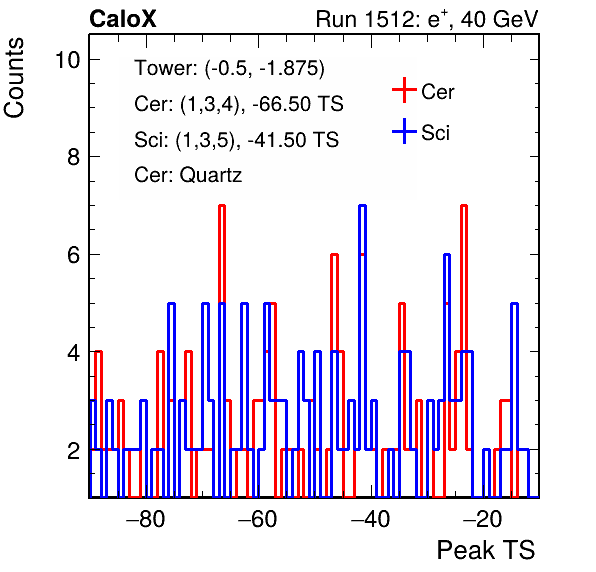 CaloX Run 1512: e⁺, 40 GeV
Counts
10
8
6
4
2
Tower: (-0.5, -1.875)
Cer: (1,3,4), -66.50 TS
Sci: (1,3,5), -41.50 TS
Cer: Quartz
Cer
Sci
−80 −60 −40 −20
Peak TS